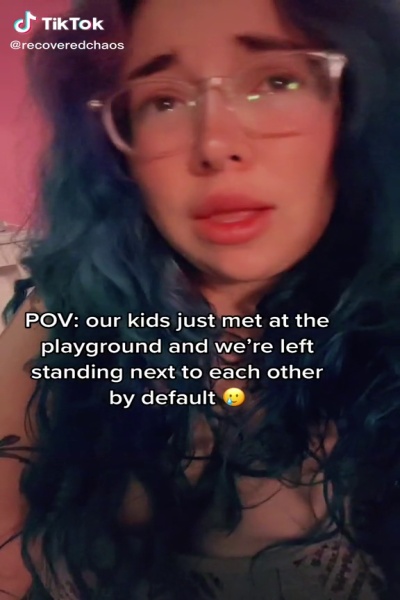 TikTok
@recoveredchaos
POV: our kids just met at the
playground and we're left
standing next to each other
by default 🥲